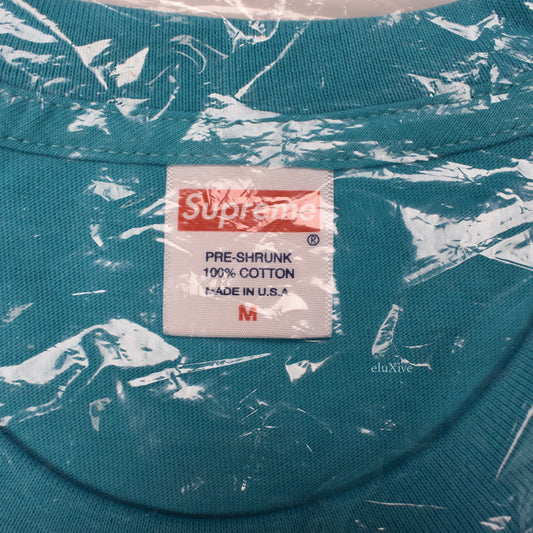 Supreme
®
PRE-SHRUNK
100% COTTON
MADE IN U.S.A
M
eluXive